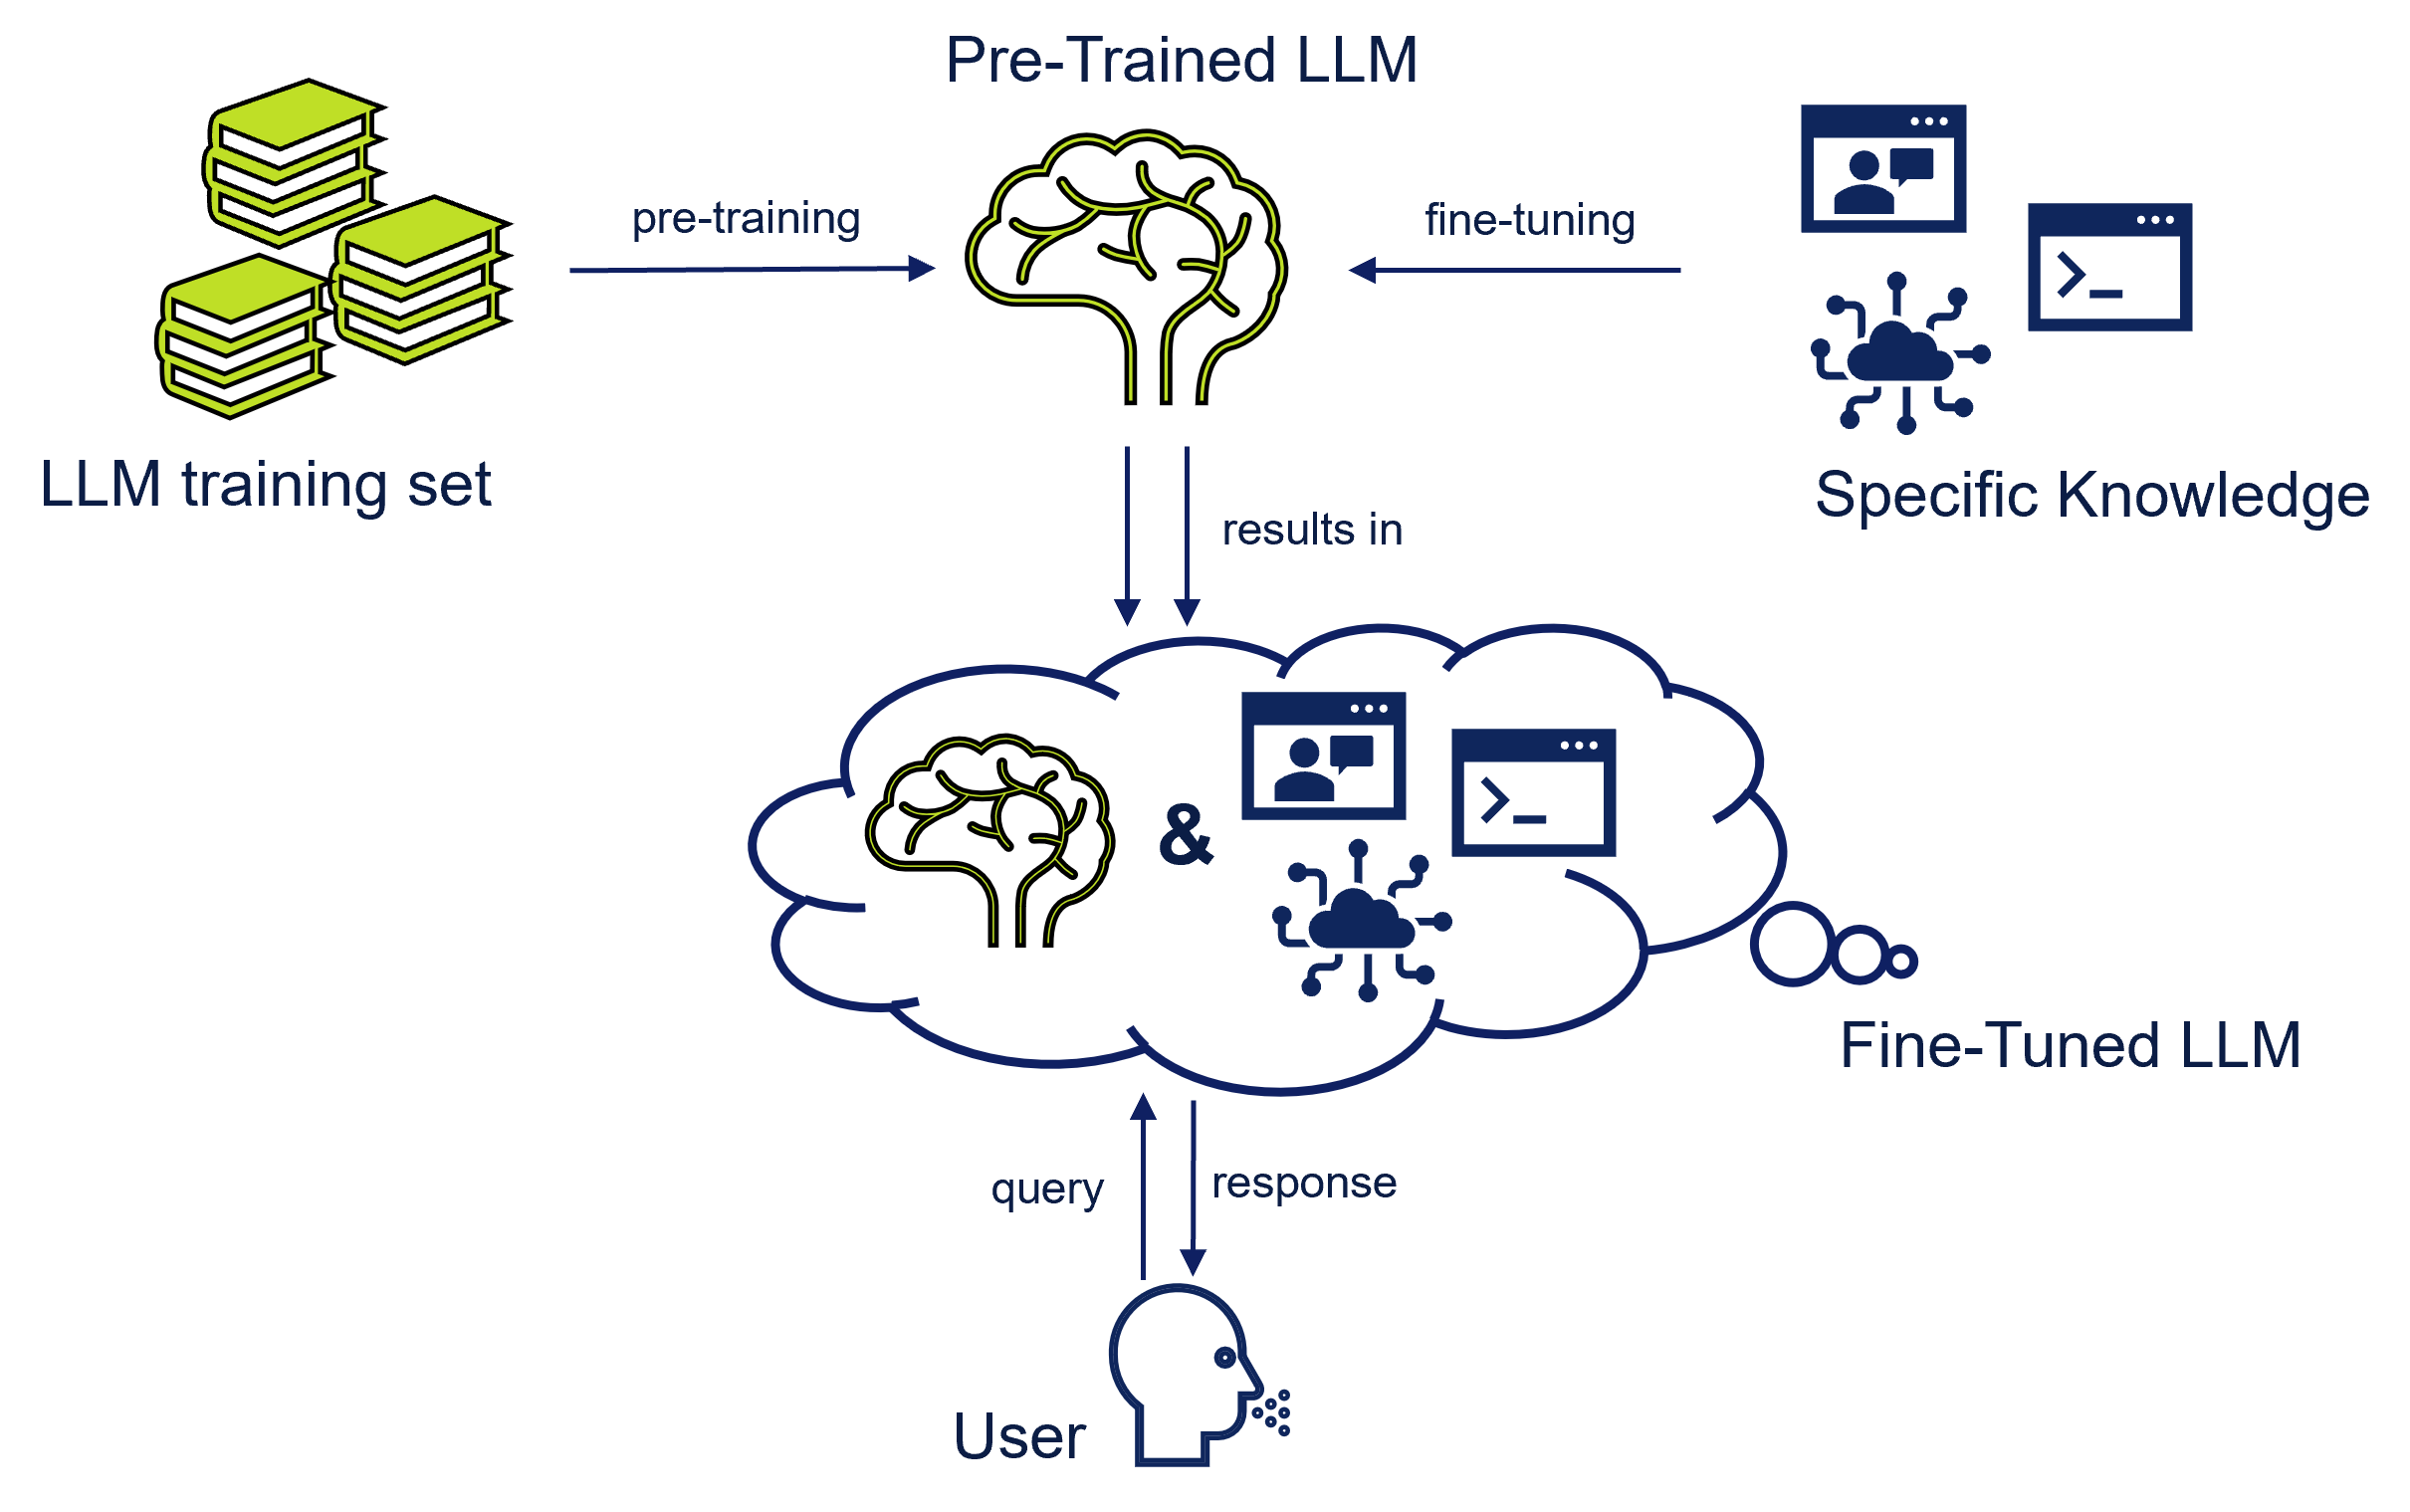 Pre-Trained LLM
pre-training
fine-tuning
LLM training set
Specific Knowledge
results in
&
>_
>_
Fine-Tuned LLM
query
response
User